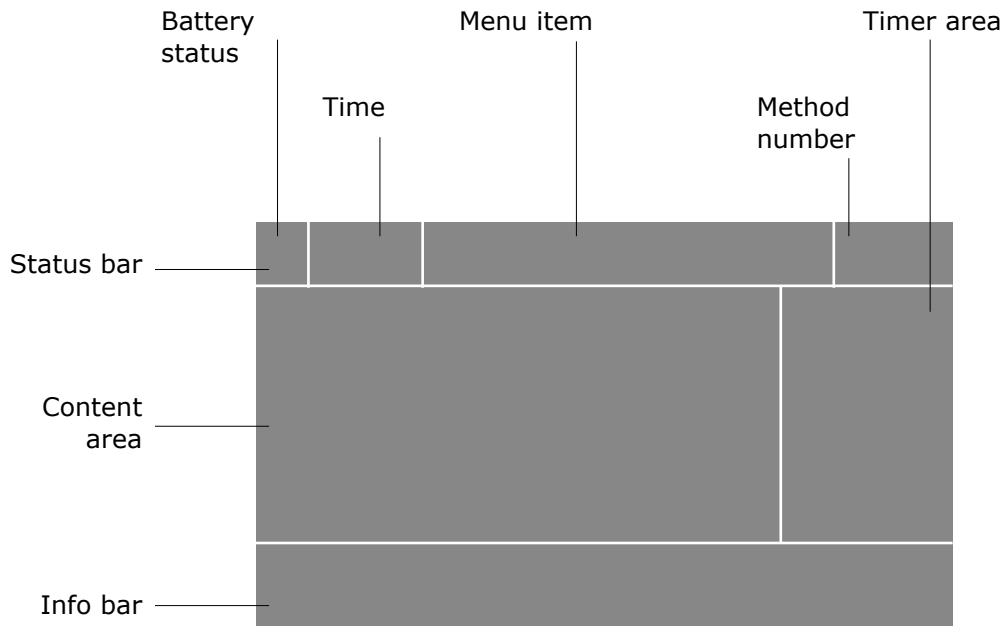 Battery
status
Menu item
Timer area
Time
Method
number
Status bar
Content
area
Info bar